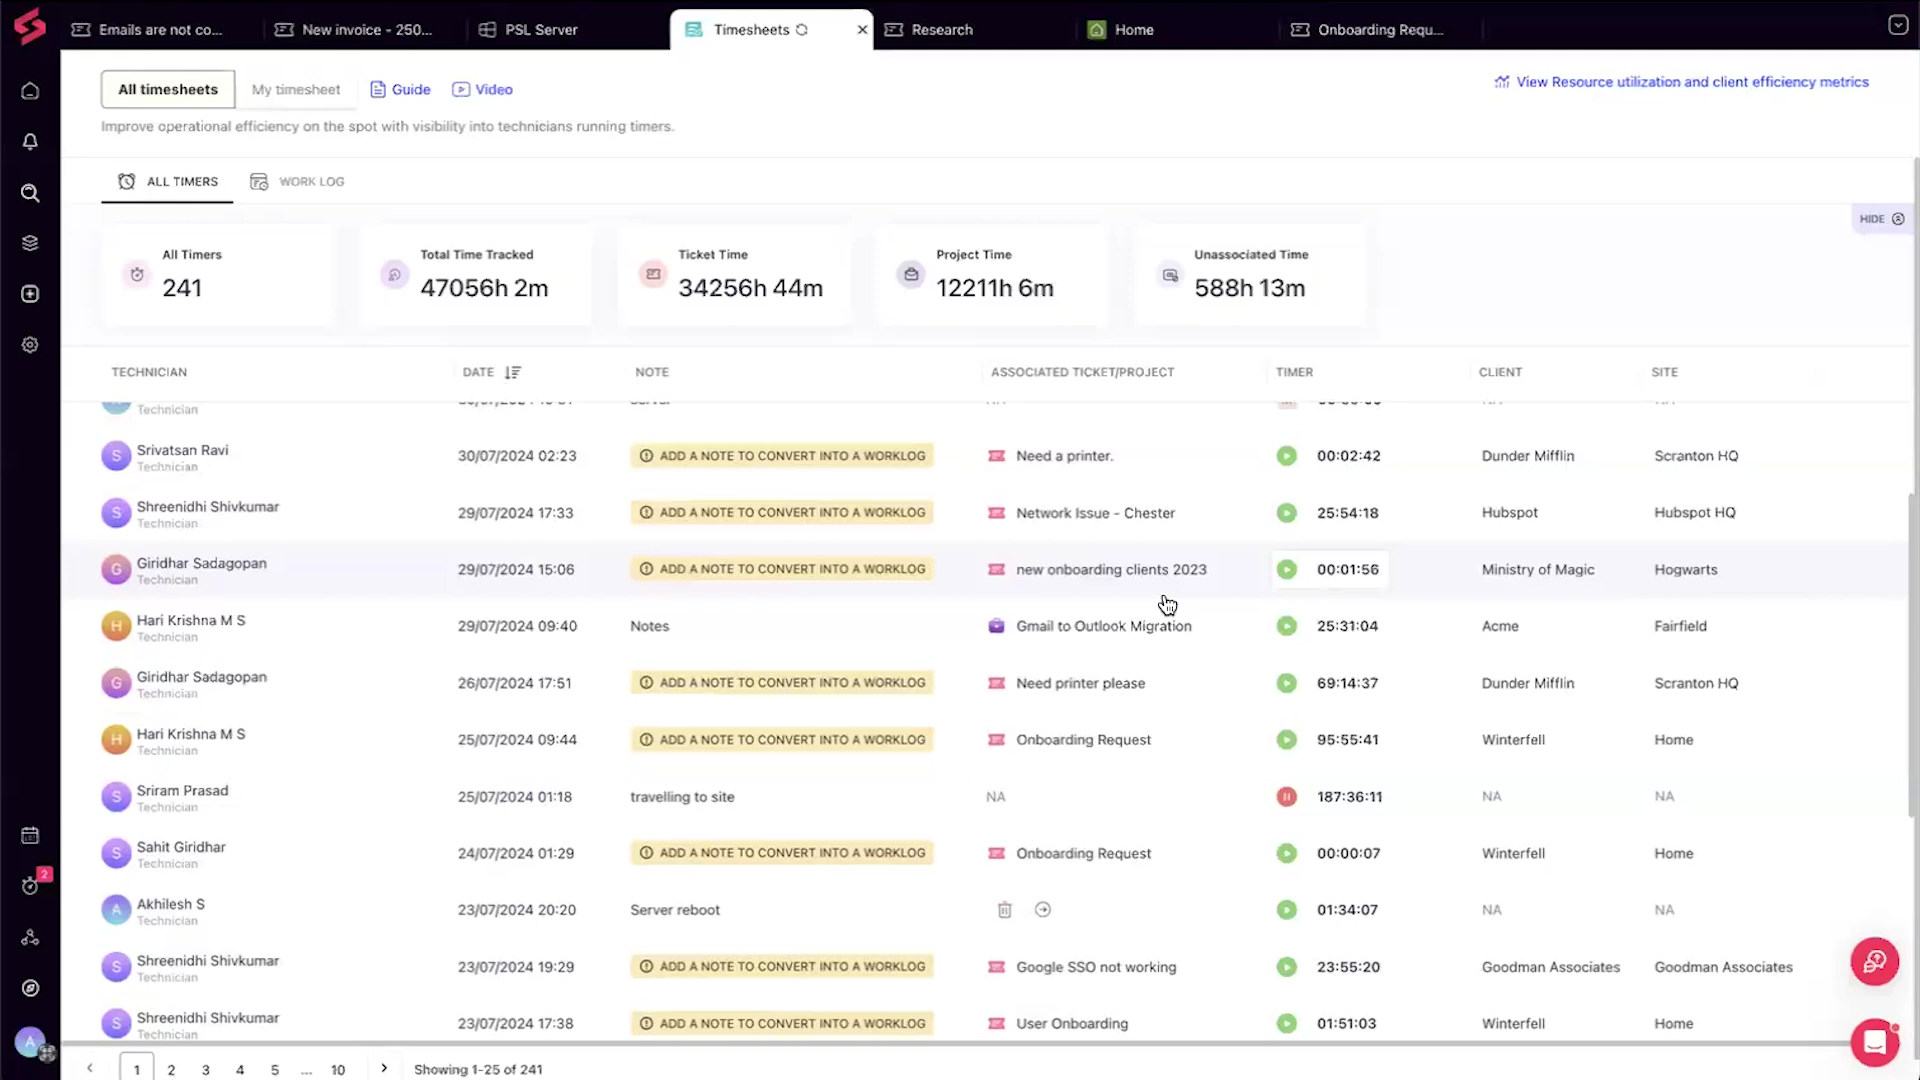 Emails are not co...
New invoice - 250...
PSL Server
Timesheets
Research
Home
Onboarding Requ...
All timesheets
My timesheet
Guide
Video
View Resource utilization and client efficiency metrics
Improve operational efficiency on the spot with visibility into technicians running timers.
ALL TIMERS
WORK LOG
HIDE
All Timers
241
Total Time Tracked
47056h 2m
Ticket Time
34256h 44m
Project Time
12211h 6m
Unassociated Time
588h 13m
TECHNICIAN DATE NOTE ASSOCIATED TICKET/PROJECT TIMER CLIENT SITE
Technician
S Srivatsan Ravi 30/07/2024 02:23 ADD A NOTE TO CONVERT INTO A WORKLOG Need a printer. 00:02:42 Dunder Mifflin Scranton HQ
Technician
S Shreenidhi Shivkumar 29/07/2024 17:33 ADD A NOTE TO CONVERT INTO A WORKLOG Network Issue - Chester 25:54:18 Hubspot Hubspot HQ
Technician
G Giridhar Sadagopan 29/07/2024 15:06 ADD A NOTE TO CONVERT INTO A WORKLOG new onboarding clients 2023 00:01:56 Ministry of Magic Hogwarts
Technician
H Hari Krishna M S 29/07/2024 09:40 Notes Gmail to Outlook Migration 25:31:04 Acme Fairfield
Technician
G Giridhar Sadagopan 26/07/2024 17:51 ADD A NOTE TO CONVERT INTO A WORKLOG Need printer please 69:14:37 Dunder Mifflin Scranton HQ
Technician
H Hari Krishna M S 25/07/2024 09:44 ADD A NOTE TO CONVERT INTO A WORKLOG Onboarding Request 95:55:41 Winterfell Home
Technician
S Sriram Prasad 25/07/2024 01:18 travelling to site NA 187:36:11 NA NA
Technician
S Sahit Giridhar 24/07/2024 01:29 ADD A NOTE TO CONVERT INTO A WORKLOG Onboarding Request 00:00:07 Winterfell Home
Technician
A Akhilesh S 23/07/2024 20:20 Server reboot 01:34:07 NA NA
Technician
S Shreenidhi Shivkumar 23/07/2024 19:29 ADD A NOTE TO CONVERT INTO A WORKLOG Google SSO not working 23:55:20 Goodman Associates Goodman Associates
Technician
S Shreenidhi Shivkumar 23/07/2024 17:38 ADD A NOTE TO CONVERT INTO A WORKLOG User Onboarding 01:51:03 Winterfell Home
Technician
2
A
1 2 3 4 5 ... 10 Showing 1-25 of 241